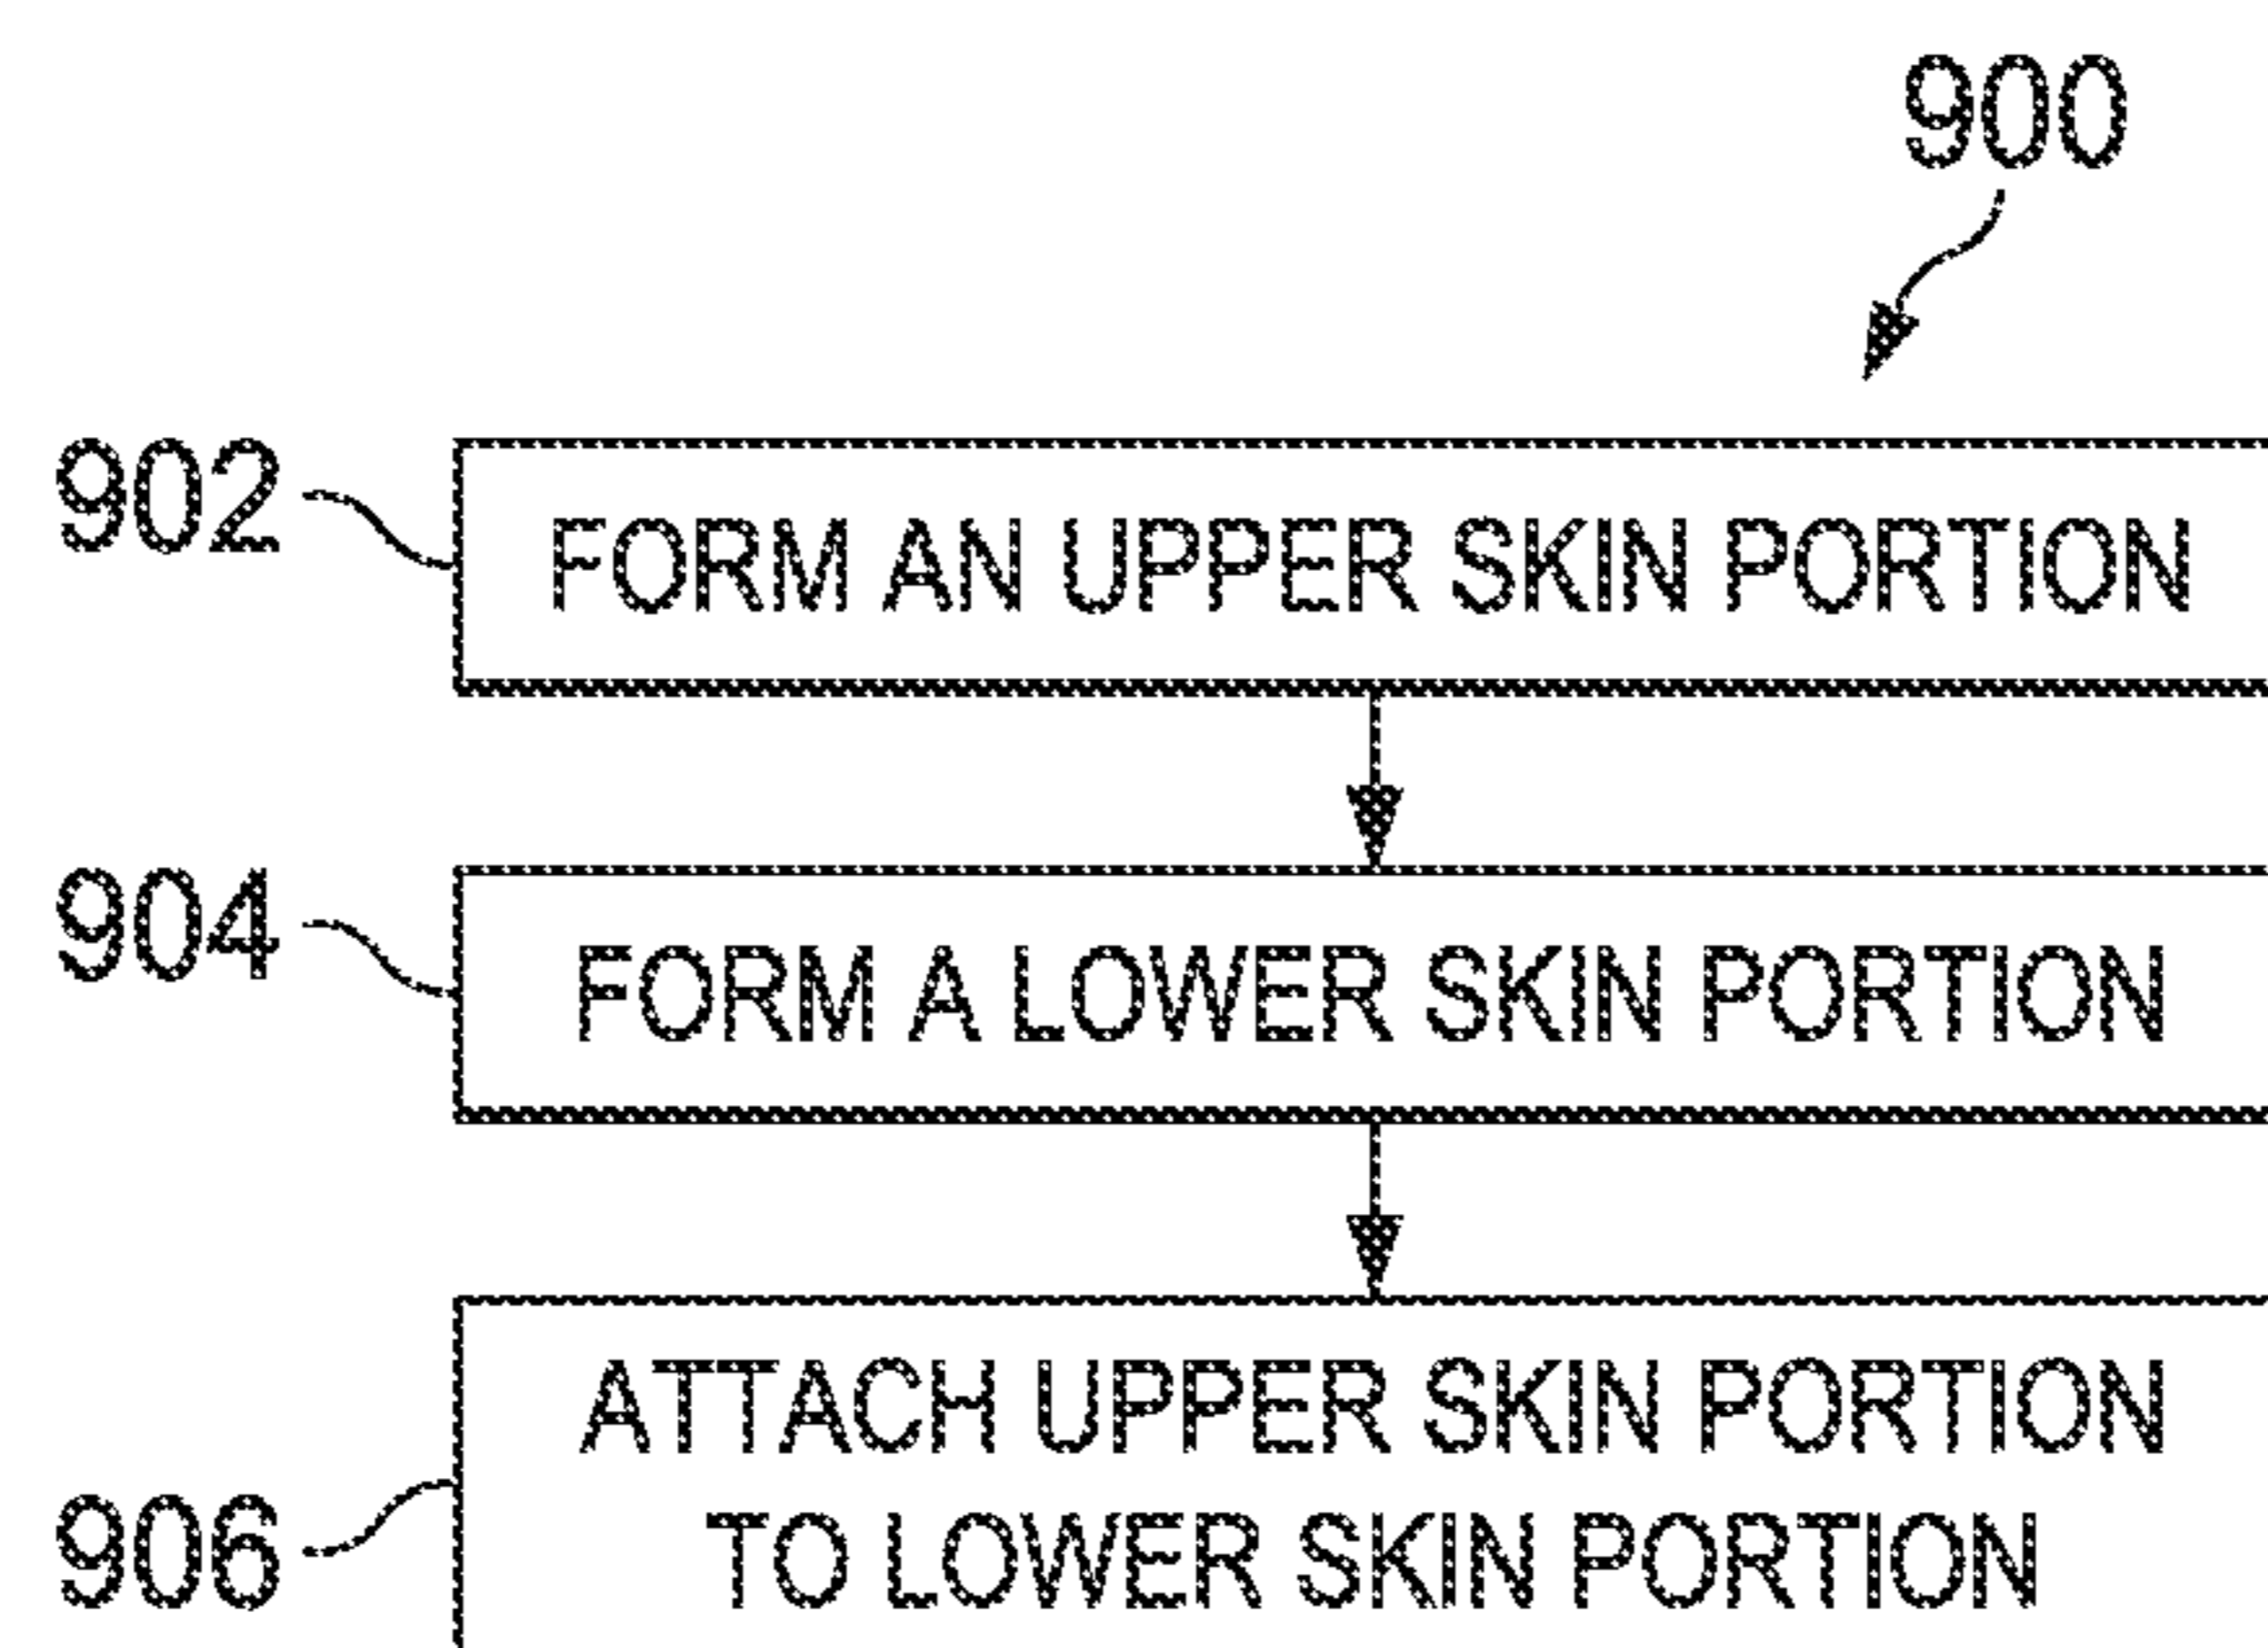 900
902
FORM AN UPPER SKIN PORTION
904
FORM A LOWER SKIN PORTION
906
ATTACH UPPER SKIN PORTION
TO LOWER SKIN PORTION